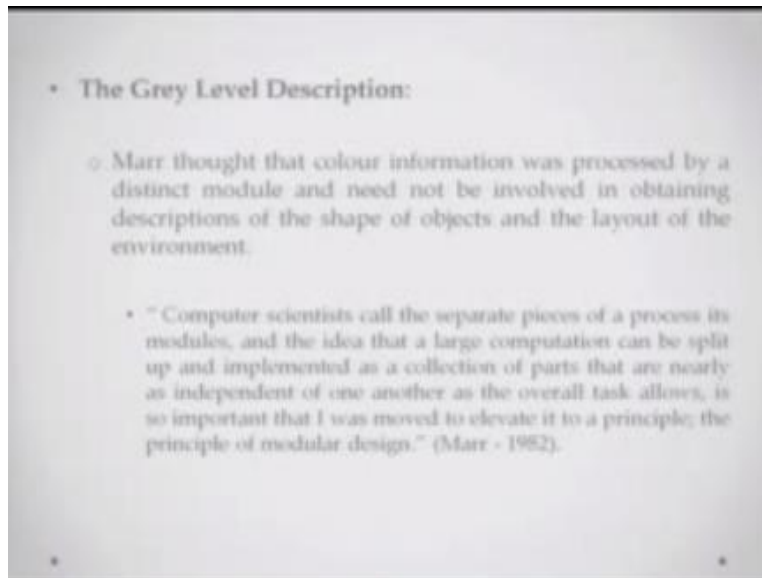 • The Grey Level Description:
o Marr thought that colour information was processed by a
distinct module and need not be involved in obtaining
descriptions of the shape of objects and the layout of the
environment.
• "Computer scientists call the separate pieces of a process its
modules, and the idea that a large computation can be split
up and implemented as a collection of parts that are nearly
as independent of one another as the overall task allows, is
so important that I was moved to elevate it to a principle; the
principle of modular design." (Marr - 1982).